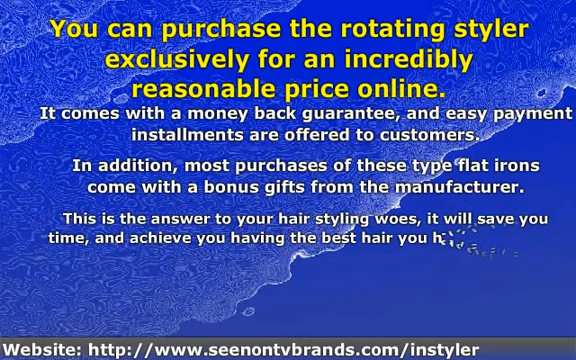 You can purchase the rotating styler
exclusively for an incredibly
reasonable price online.
It comes with a money back guarantee, and easy payment
installments are offered to customers.
In addition, most purchases of these type flat irons
come with a bonus gifts from the manufacturer.
This is the answer to your hair styling woes, it will save you
time, and achieve you having the best hair you
Website: http://www.seenontvbrands.com/instyler